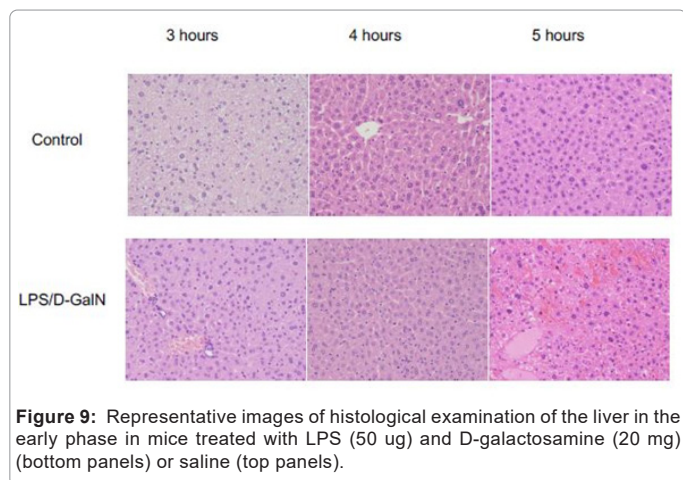 3 hours 4 hours 5 hours
Control
LPS/D-GalN
Figure 9: Representative images of histological examination of the liver in the
early phase in mice treated with LPS (50 ug) and D-galactosamine (20 mg)
(bottom panels) or saline (top panels).